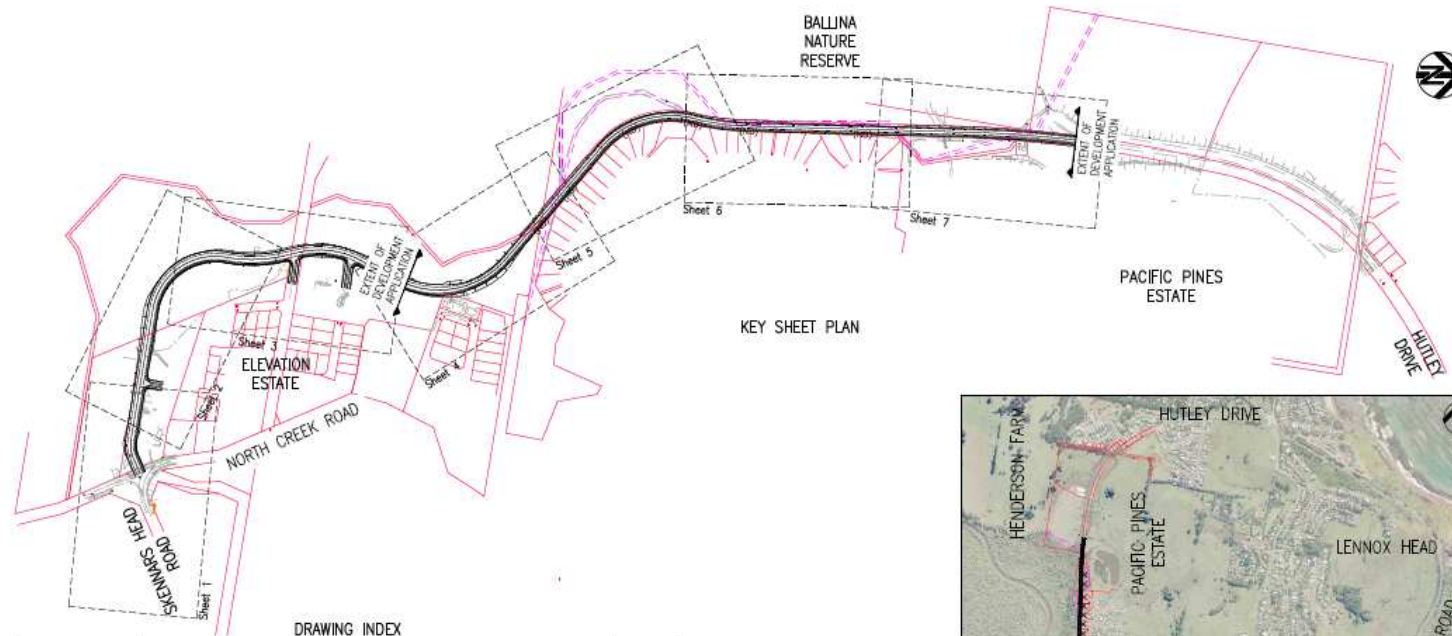 BALLINA
NATURE
RESERVE
N
EXTENT OF
DEVELOPMENT
APPLICATION
Sheet 6
Sheet 7
Sheet 5
EXTENT OF
DEVELOPMENT
APPLICATION
PACIFIC PINES
ESTATE
KEY SHEET PLAN
HUTLEY
DRIVE
Sheet 3
ELEVATION
ESTATE
Sheet 4
Sheet 2
NORTH CREEK ROAD
SKENNARS HEAD
ROAD
Sheet 1
DRAWING INDEX
HUTLEY DRIVE
HENDERSON FARM
PACIFIC PINES
ESTATE
LENNOX HEAD
ROAD